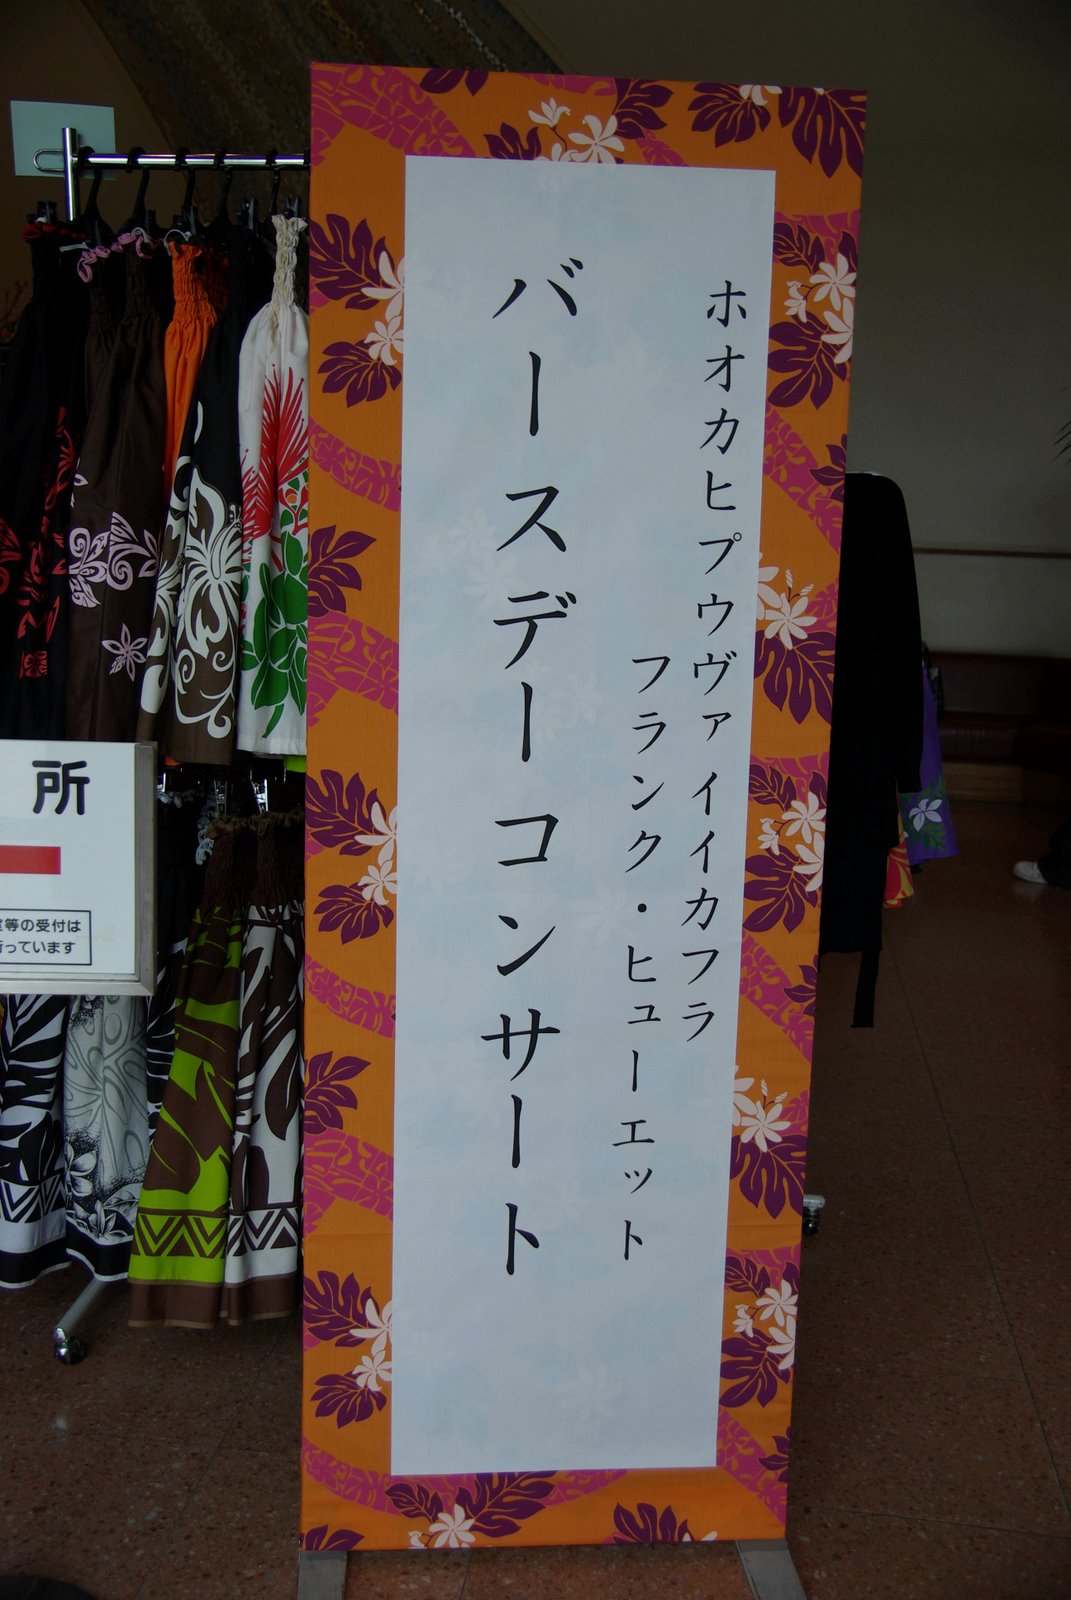 ホオカヒプウヴァイイカフラ
フランク・ヒューエット
バースデーコンサート
所
等の受付は
っています